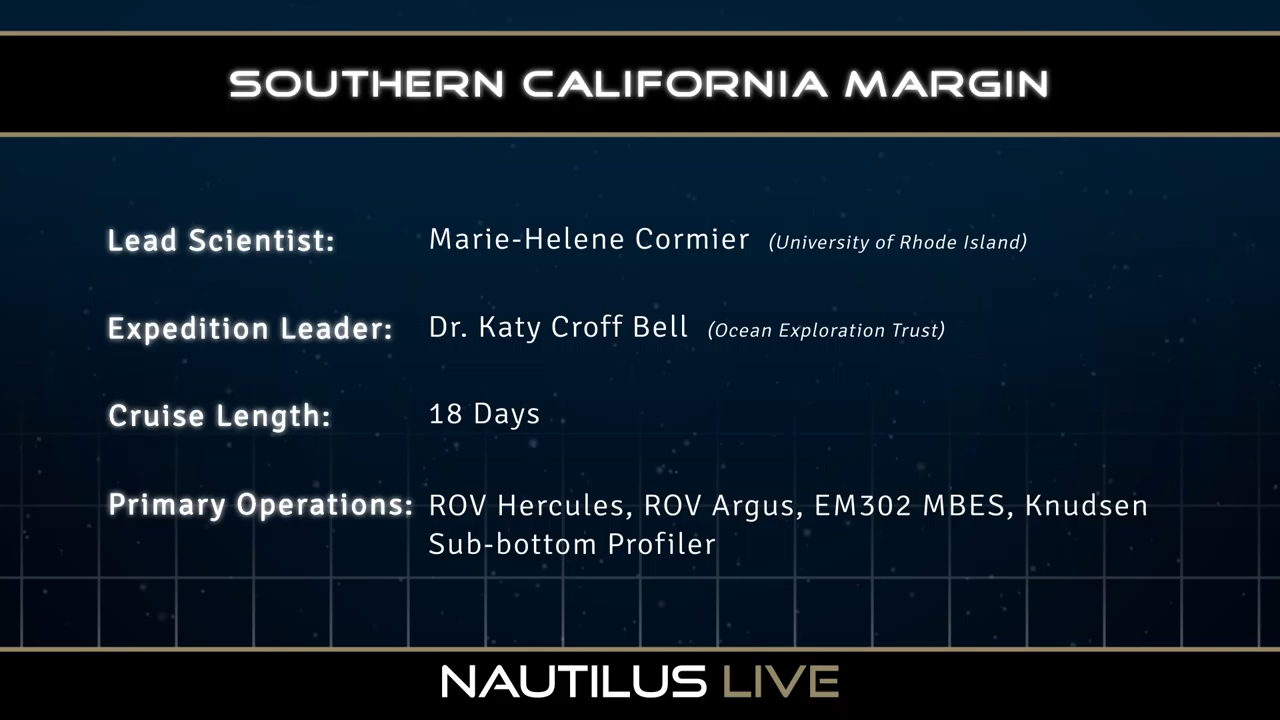 SOUTHERN CALIFORNIA MARGIN
Lead Scientist: Marie-Helene Cormier (University of Rhode Island)
Expedition Leader: Dr. Katy Croff Bell (Ocean Exploration Trust)
Cruise Length: 18 Days
Primary Operations: ROV Hercules, ROV Argus, EM302 MBES, Knudsen
Sub-bottom Profiler
NAUTILUS LIVE